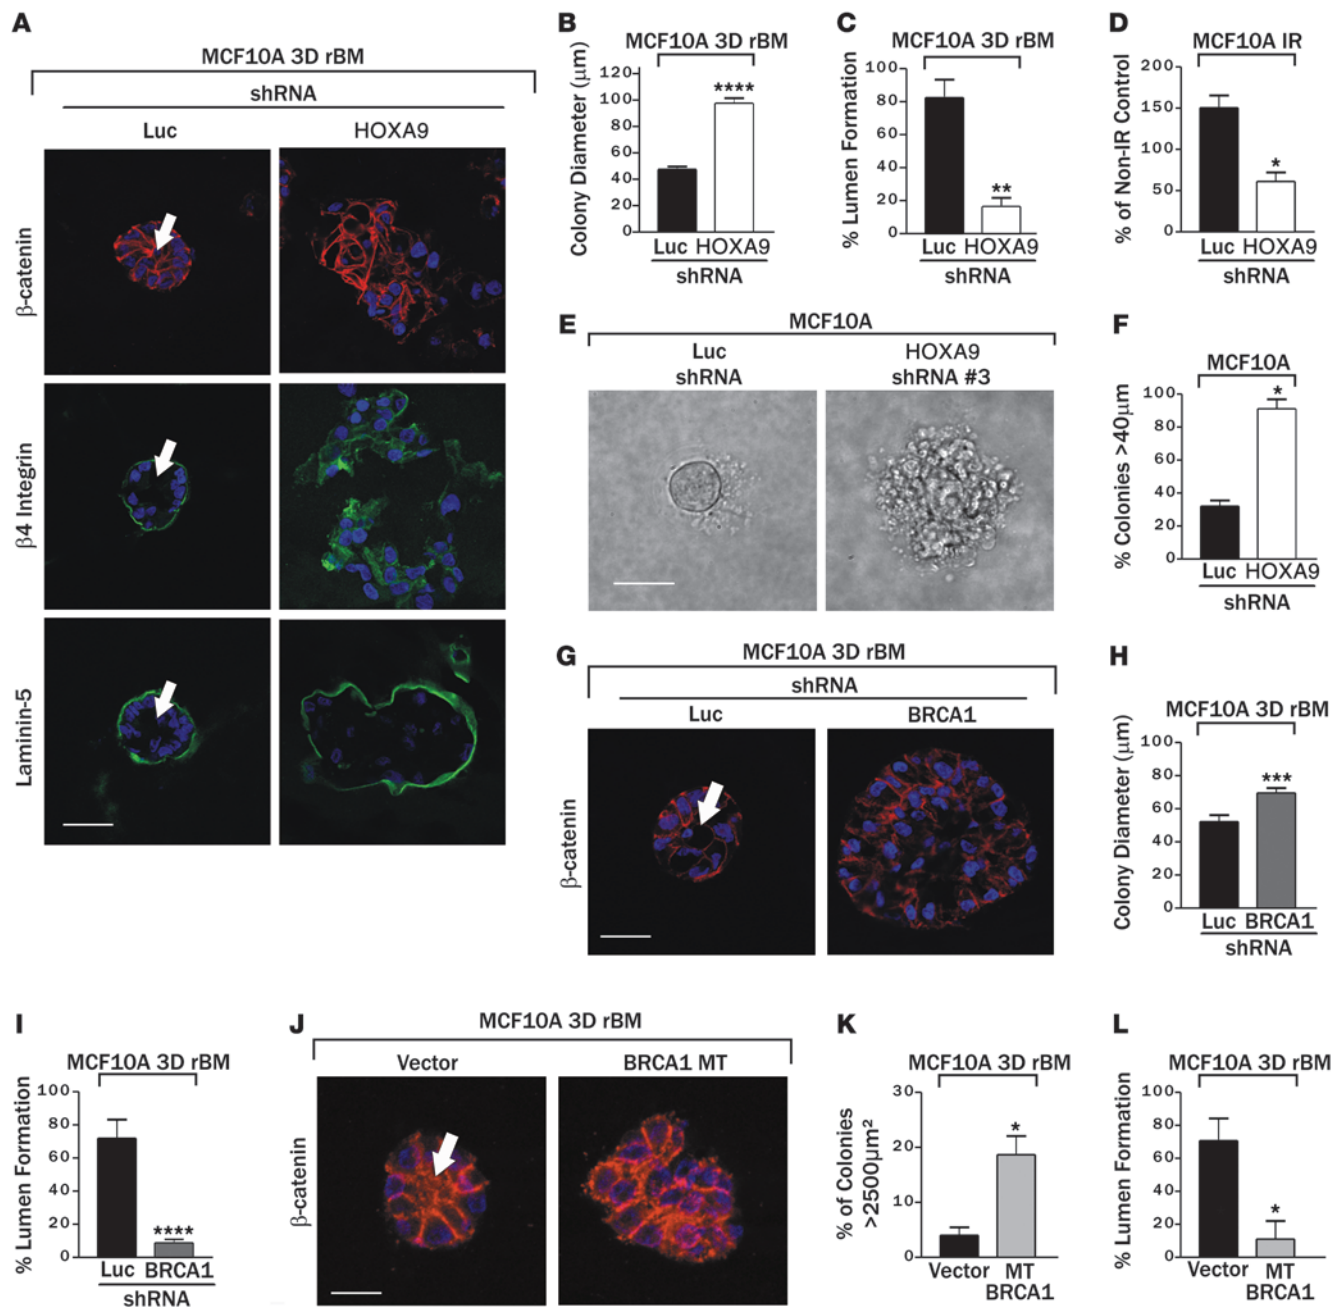 A
MCF10A 3D rBM
shRNA
Luc HOXA9
β-catenin
β4 Integrin
Laminin-5
B
MCF10A 3D rBM
Colony Diameter (μm)
120
100
80
60
40
20
0
****
Luc HOXA9
shRNA
C
MCF10A 3D rBM
% Lumen Formation
100
80
60
40
20
0
**
Luc HOXA9
shRNA
D
MCF10A IR
% of Non-IR Control
200
150
100
50
0
*
Luc HOXA9
shRNA
E
MCF10A
Luc HOXA9
shRNA shRNA #3
F
MCF10A
% Colonies >40μm
100
80
60
40
20
0
*
Luc HOXA9
shRNA
G
MCF10A 3D rBM
shRNA
Luc BRCA1
β-catenin
H
MCF10A 3D rBM
Colony Diameter (μm)
100
80
60
40
20
0
***
Luc BRCA1
shRNA
I
MCF10A 3D rBM
% Lumen Formation
100
80
60
40
20
0
****
Luc BRCA1
shRNA
J
MCF10A 3D rBM
Vector BRCA1 MT
β-catenin
K
MCF10A 3D rBM
% of Colonies
>2500μm²
30
20
10
0
*
Vector MT
BRCA1
L
MCF10A 3D rBM
% Lumen Formation
100
80
60
40
20
0
*
Vector MT
BRCA1